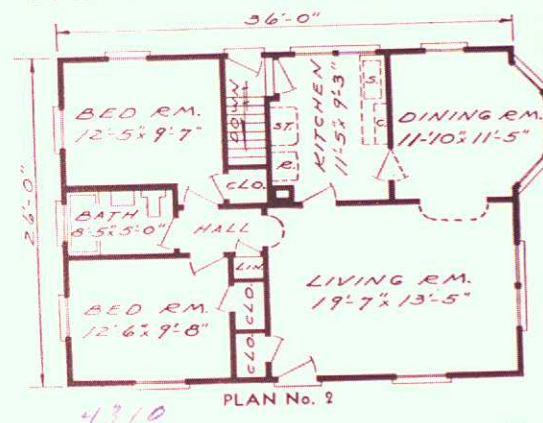 36'-0"
26'-0"
BED RM.
12'-5"x 9'-7"
DOWN
CLO.
ST.
R.
KITCHEN
11'-5"x 9'-3"
S.
C.
DINING RM.
11'-10"x 11'-5"
BATH
8'-5"x 5'-0"
HALL
LIN.
BED RM.
12'-6"x 9'-8"
CLO.
CLO.
LIVING RM.
19'-7"x 13'-5"
PLAN No. 2
4310